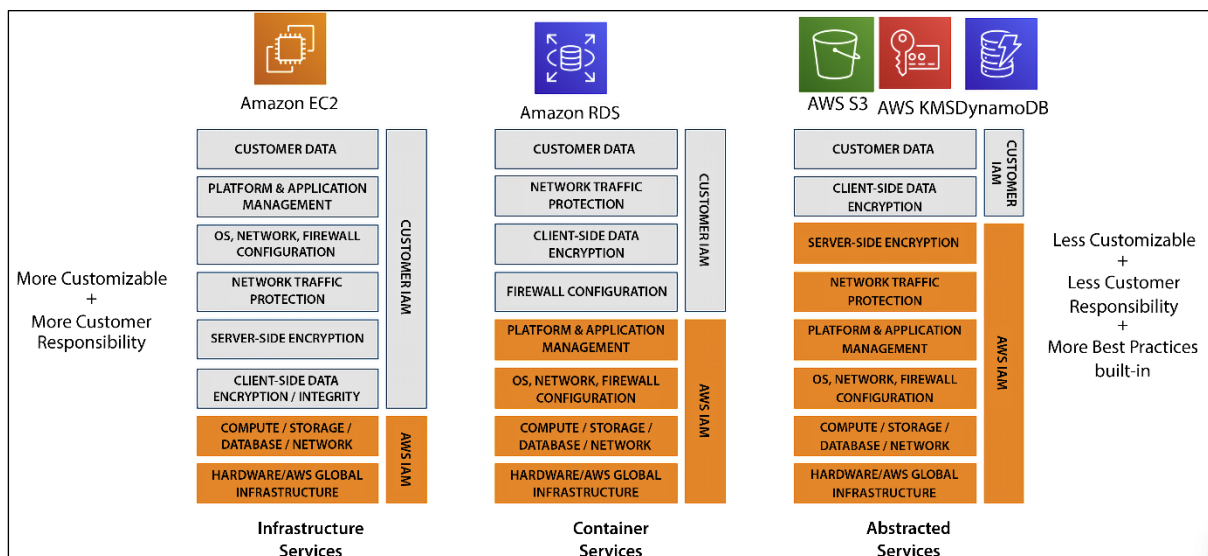 Amazon EC2
Amazon RDS
AWS S3
AWS KMSDynamoDB
More Customizable
+
More Customer
Responsibility
CUSTOMER DATA
PLATFORM & APPLICATION
MANAGEMENT
OS, NETWORK, FIREWALL
CONFIGURATION
NETWORK TRAFFIC
PROTECTION
SERVER-SIDE ENCRYPTION
CLIENT-SIDE DATA
ENCRYPTION / INTEGRITY
COMPUTE / STORAGE /
DATABASE / NETWORK
HARDWARE/AWS GLOBAL
INFRASTRUCTURE
CUSTOMER IAM
AWS IAM
Infrastructure
Services
CUSTOMER DATA
NETWORK TRAFFIC
PROTECTION
CLIENT-SIDE DATA
ENCRYPTION
FIREWALL CONFIGURATION
PLATFORM & APPLICATION
MANAGEMENT
OS, NETWORK, FIREWALL
CONFIGURATION
COMPUTE / STORAGE /
DATABASE / NETWORK
HARDWARE/AWS GLOBAL
INFRASTRUCTURE
CUSTOMER IAM
AWS IAM
Container
Services
CUSTOMER DATA
CLIENT-SIDE DATA
ENCRYPTION
SERVER-SIDE ENCRYPTION
NETWORK TRAFFIC
PROTECTION
PLATFORM & APPLICATION
MANAGEMENT
OS, NETWORK, FIREWALL
CONFIGURATION
COMPUTE / STORAGE /
DATABASE / NETWORK
HARDWARE/AWS GLOBAL
INFRASTRUCTURE
CUSTOMER
IAM
AWS IAM
Abstracted
Services
Less Customizable
+
Less Customer
Responsibility
+
More Best Practices
built-in